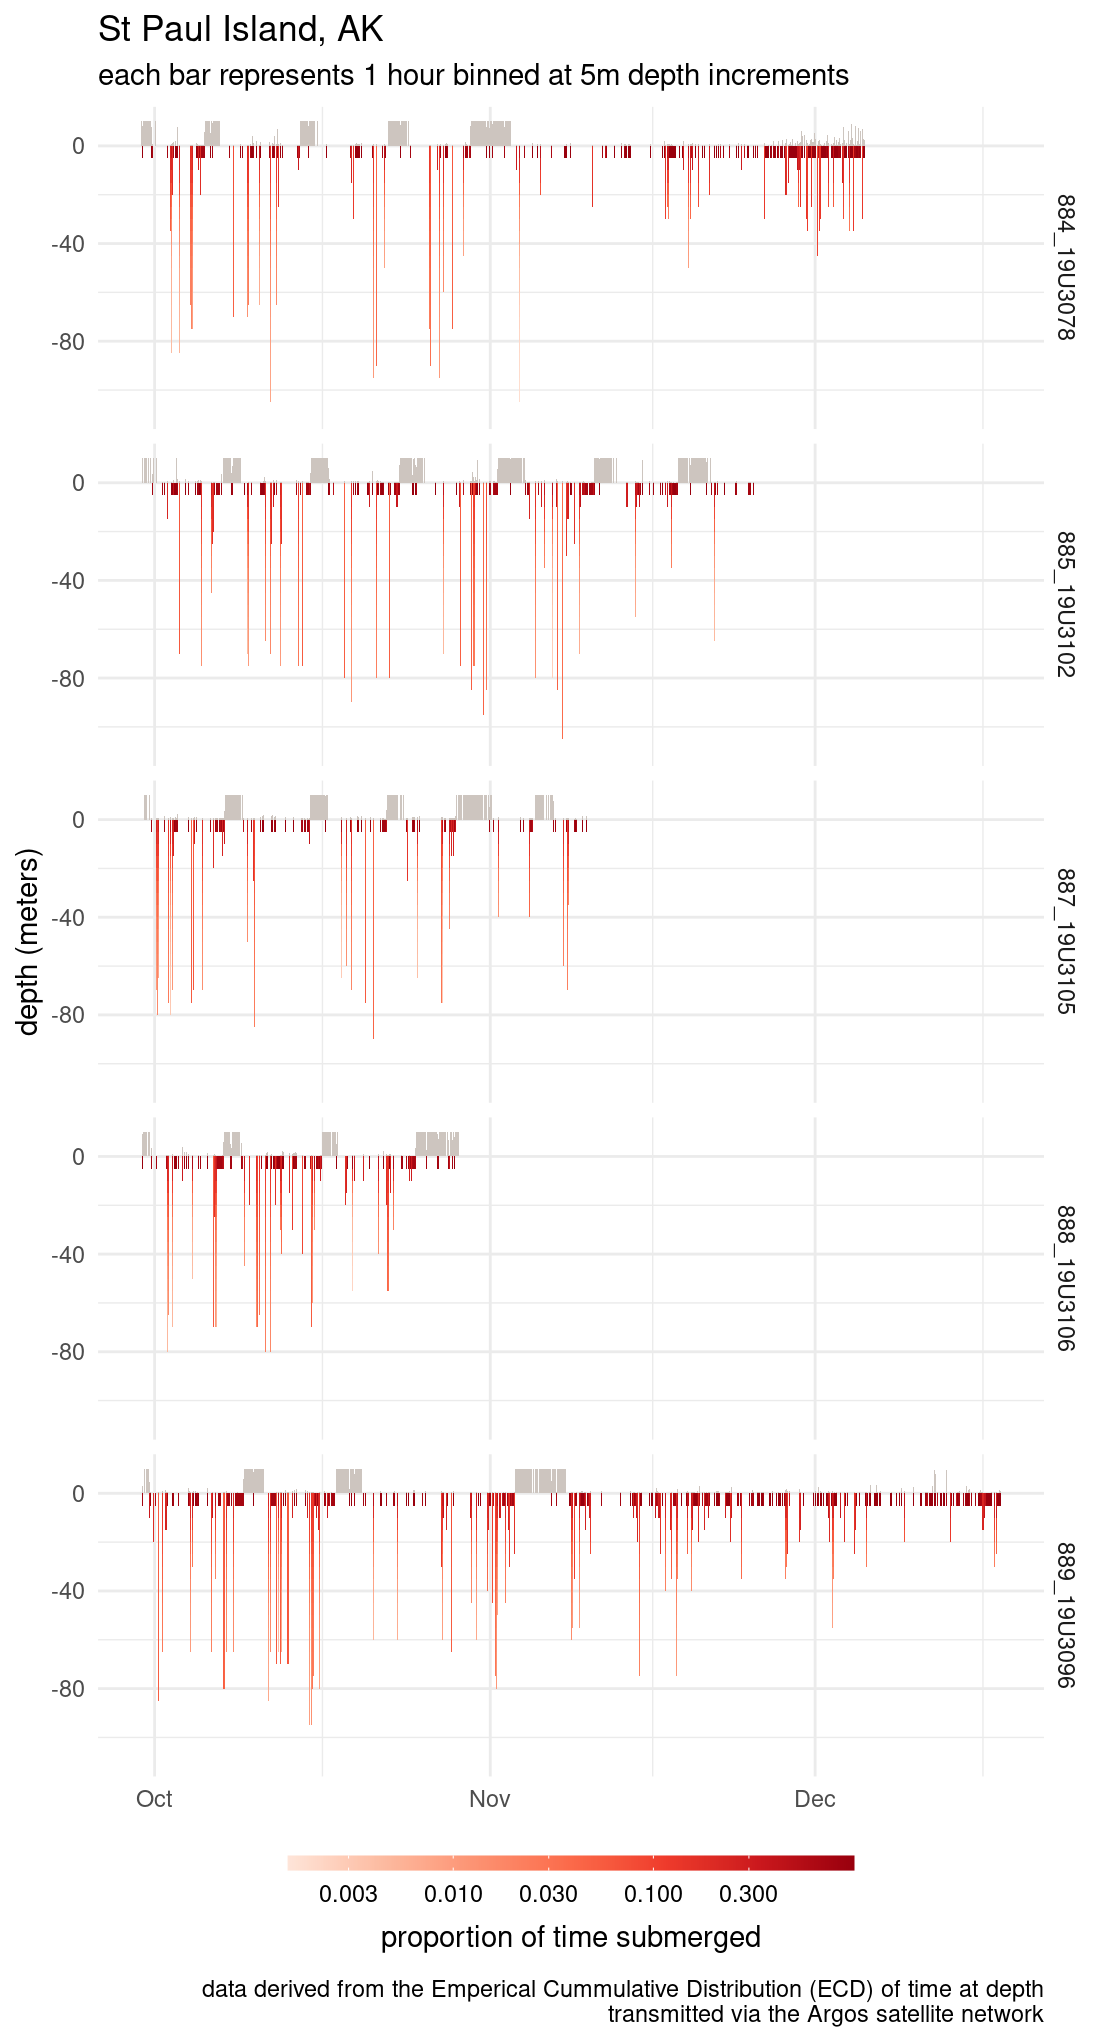 St Paul Island, AK
each bar represents 1 hour binned at 5m depth increments
0
-40
-80
884_19U3078
0
-40
-80
885_19U3102
0
-40
-80
887_19U3105
depth (meters)
0
-40
-80
888_19U3106
0
-40
-80
889_19U3096
Oct Nov Dec
0.003 0.010 0.030 0.100 0.300
proportion of time submerged
data derived from the Emperical Cummulative Distribution (ECD) of time at depth
transmitted via the Argos satellite network